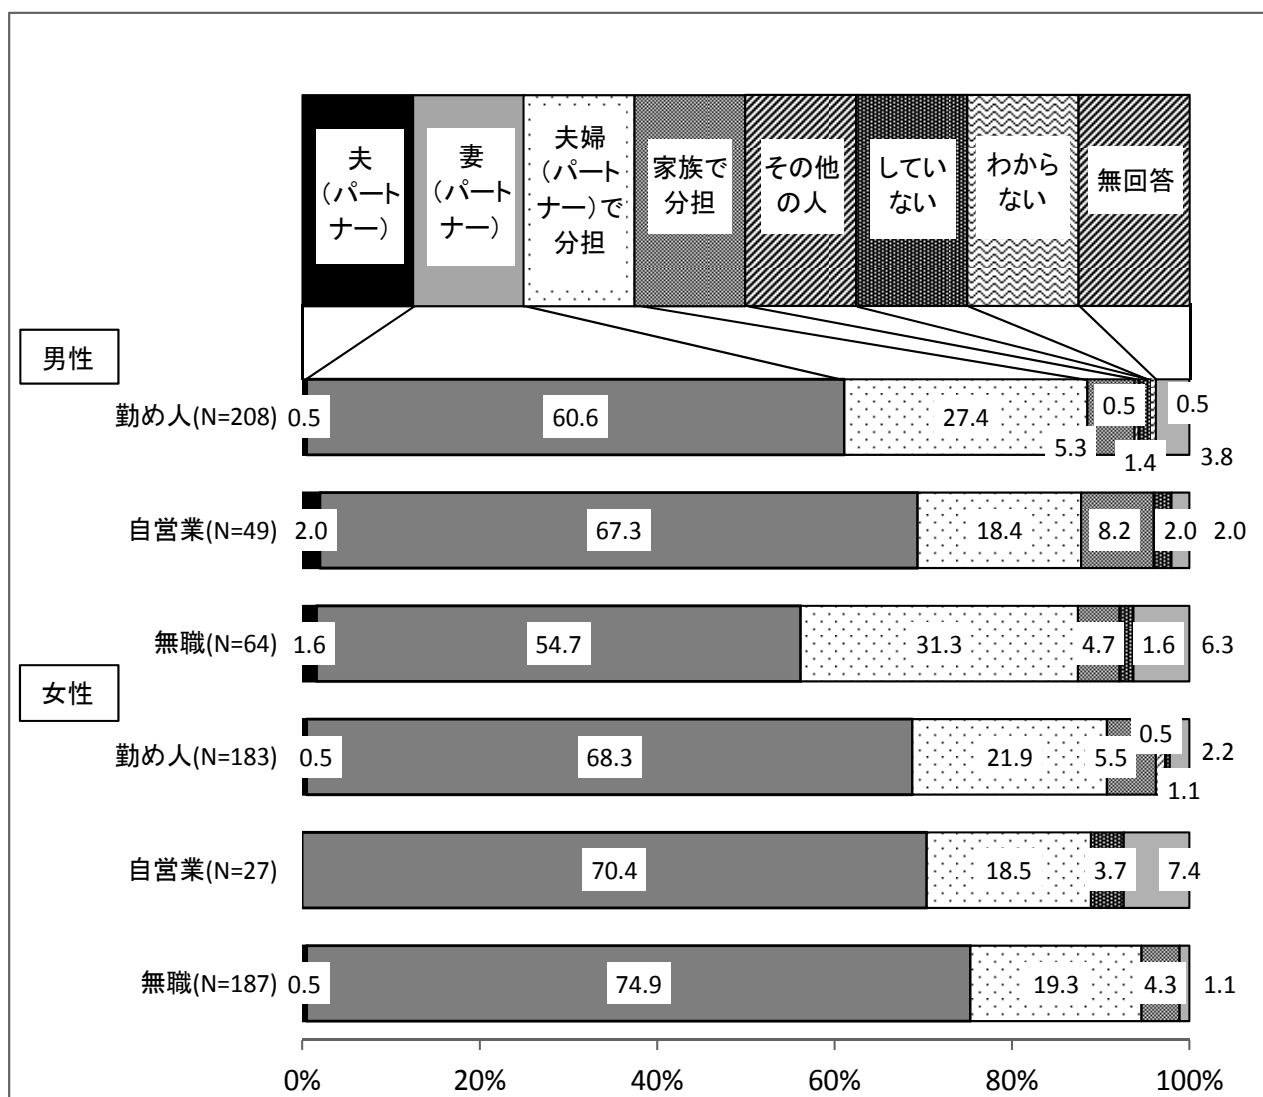 夫
（パート
ナー）
妻
（パート
ナー）
夫婦
（パート
ナー）で
分担
家族で
分担
その他
の人
してい
ない
わから
ない
無回答
男性
勤め人(N=208)
0.5
60.6
27.4
5.3
0.5
1.4
0.5
3.8
自営業(N=49)
2.0
67.3
18.4
8.2
2.0
2.0
無職(N=64)
1.6
54.7
31.3
4.7
1.6
6.3
女性
勤め人(N=183)
0.5
68.3
21.9
5.5
0.5
1.1
2.2
自営業(N=27)
70.4
18.5
3.7
7.4
無職(N=187)
0.5
74.9
19.3
4.3
1.1
0%
20%
40%
60%
80%
100%